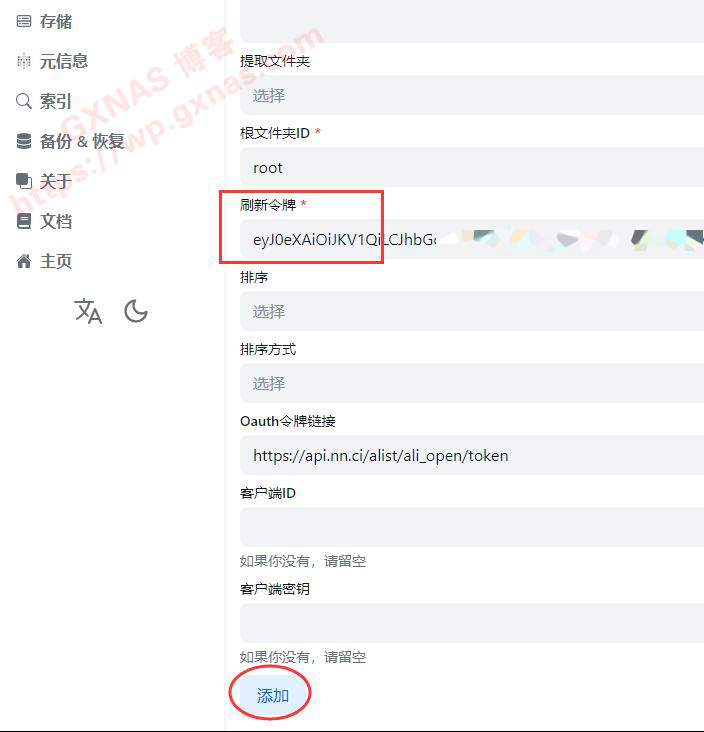 存储
元信息
索引
备份 & 恢复
关于
文档
主页
GXNAS 博客
https://wp.gxnas.com
提取文件夹
选择
根文件夹ID *
root
刷新令牌 *
eyJ0eXAiOiJKV1QiLCJhbG
排序
选择
排序方式
选择
Oauth令牌链接
https://api.nn.ci/alist/ali_open/token
客户端ID
如果你没有，请留空
客户端密钥
如果你没有，请留空
添加